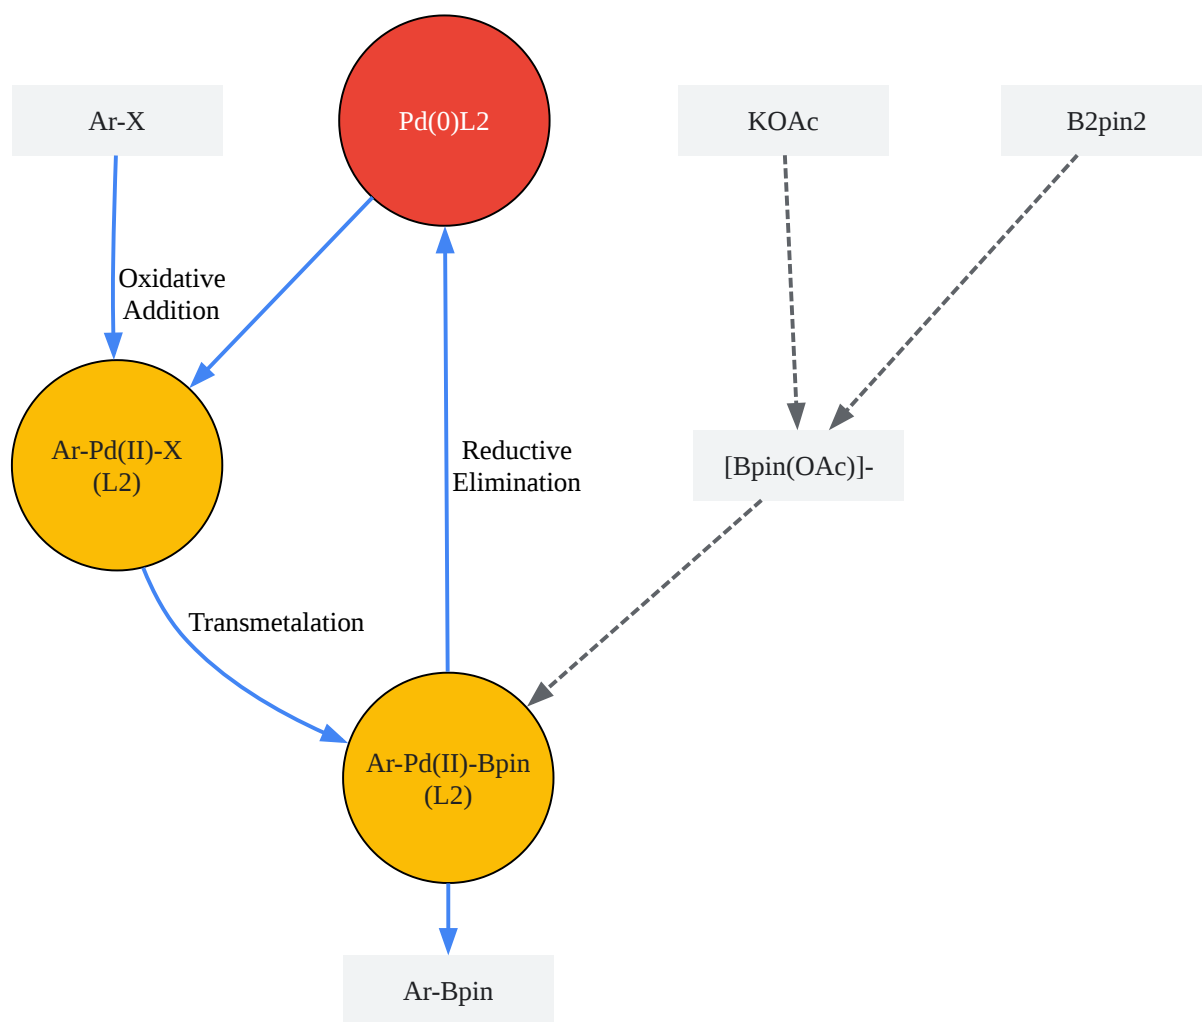 Ar-X
Pd(0)L2
KOAc
B2pin2
Oxidative
Addition
Ar-Pd(II)-X
(L2)
Reductive
Elimination
[Bpin(OAc)]-
Transmetalation
Ar-Pd(II)-Bpin
(L2)
Ar-Bpin